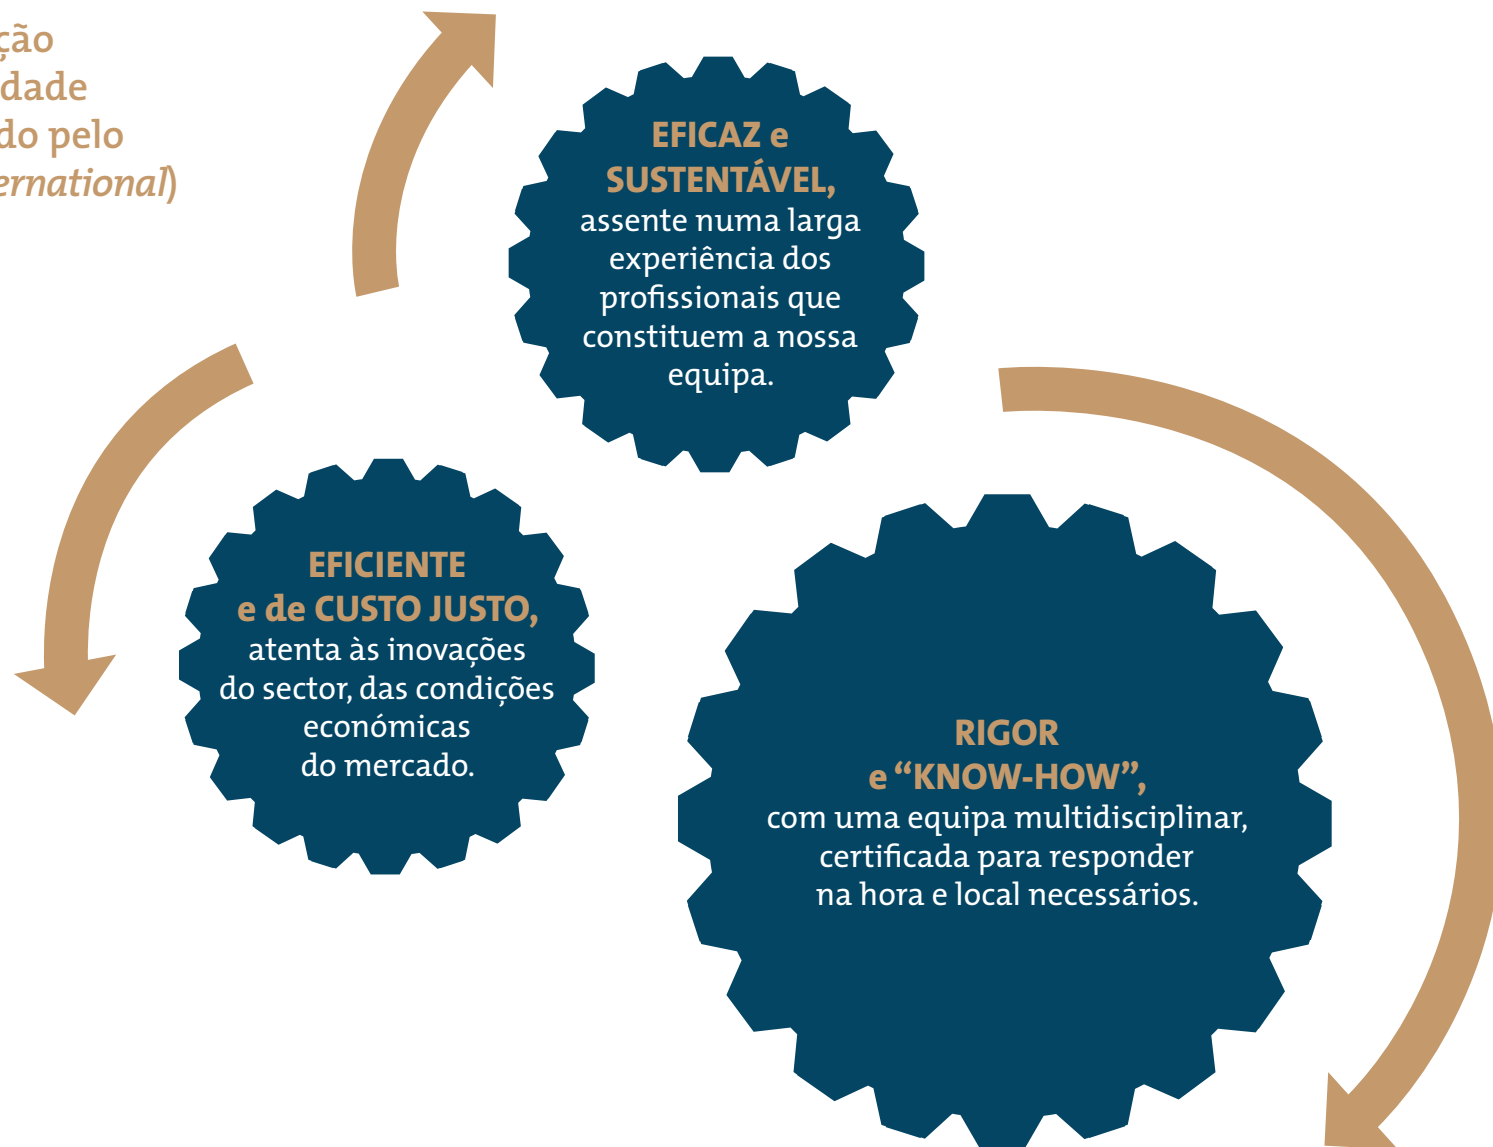 ção
dade
do pelo
ernational)
EFICAZ e
SUSTENTÁVEL,
assente numa larga
experiência dos
profissionais que
constituem a nossa
equipa.
EFICIENTE
e de CUSTO JUSTO,
atenta às inovações
do sector, das condições
económicas
do mercado.
RIGOR
e “KNOW-HOW”,
com uma equipa multidisciplinar,
certificada para responder
na hora e local necessários.